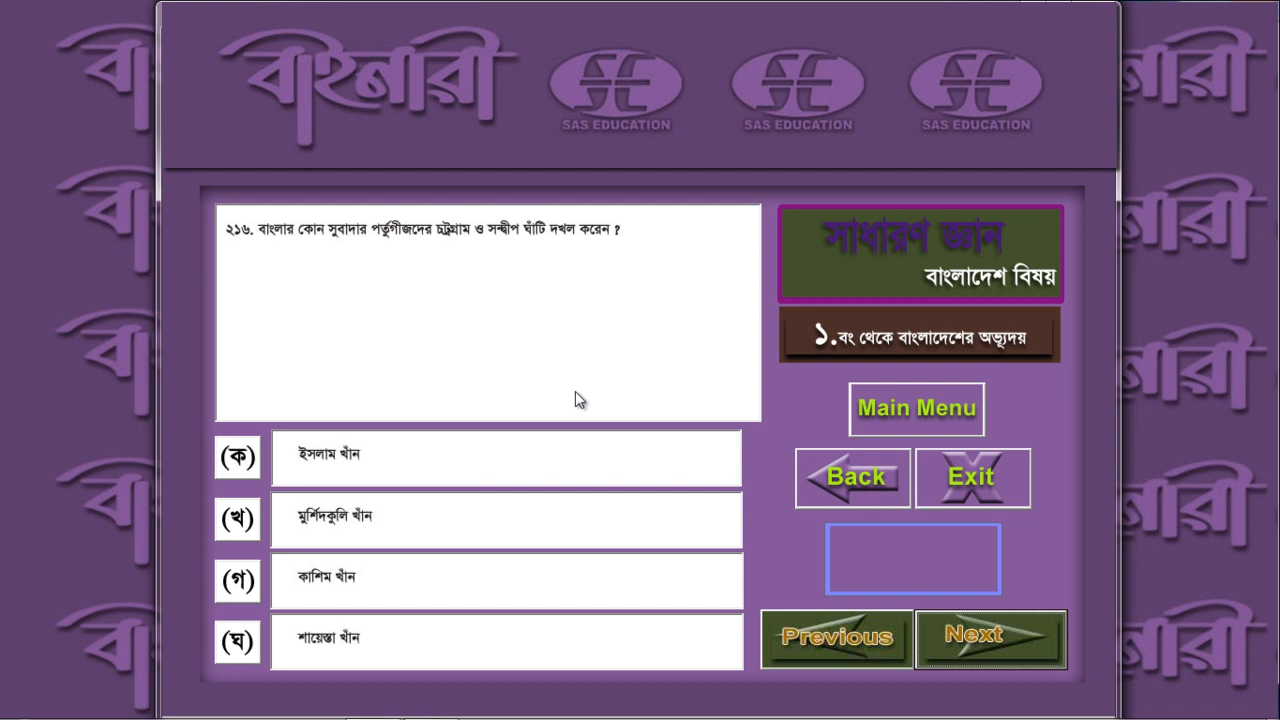 বাইনারী
SAS EDUCATION
SAS EDUCATION
SAS EDUCATION
২১৬. বাংলার কোন সুবাদার পর্তুগীজদের চট্রগ্রাম ও সন্দ্বীপ ঘাঁটি দখল করেন ?
সাধারণ জ্ঞান
বাংলাদেশ বিষয়
১.বং থেকে বাংলাদেশের অভ্যূদয়
Main Menu
Back
Exit
(ক) ইসলাম খাঁন
(খ) মুর্শিদকুলি খাঁন
(গ) কাশিম খাঁন
(ঘ) শায়েস্তা খাঁন
Previous
Next